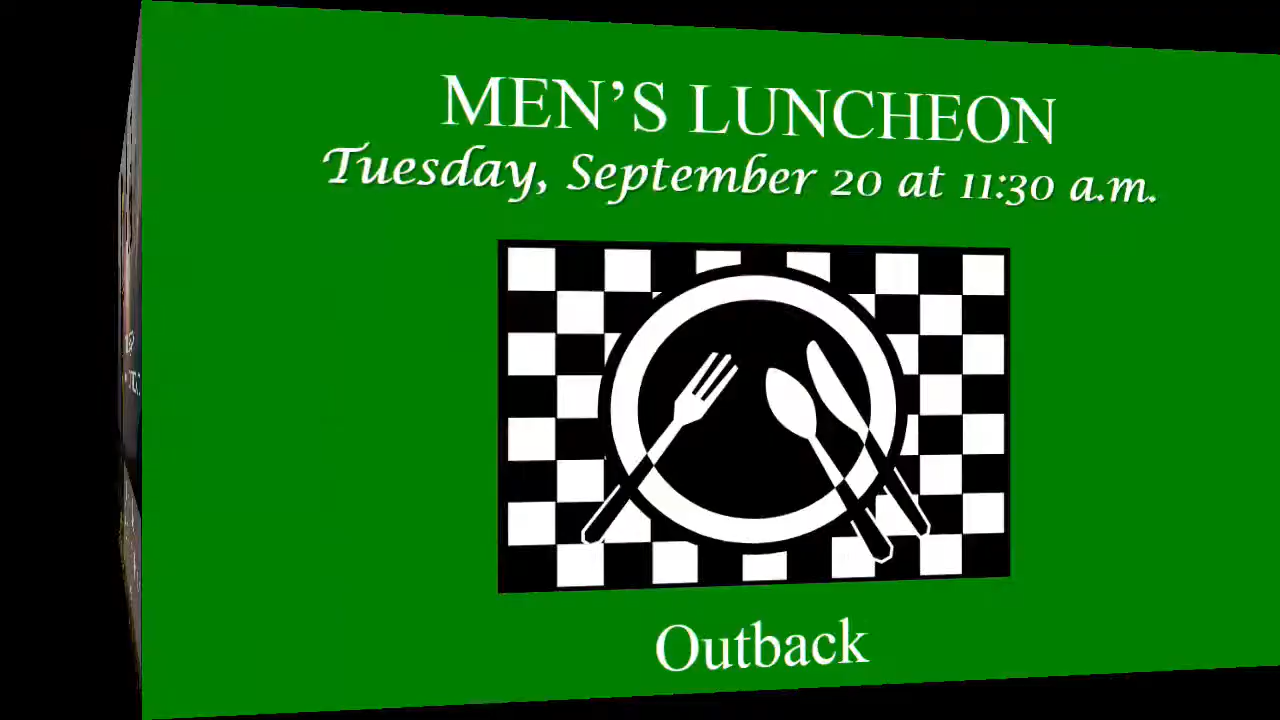 MEN’S LUNCHEON
Tuesday, September 20 at 11:30 a.m.
Outback